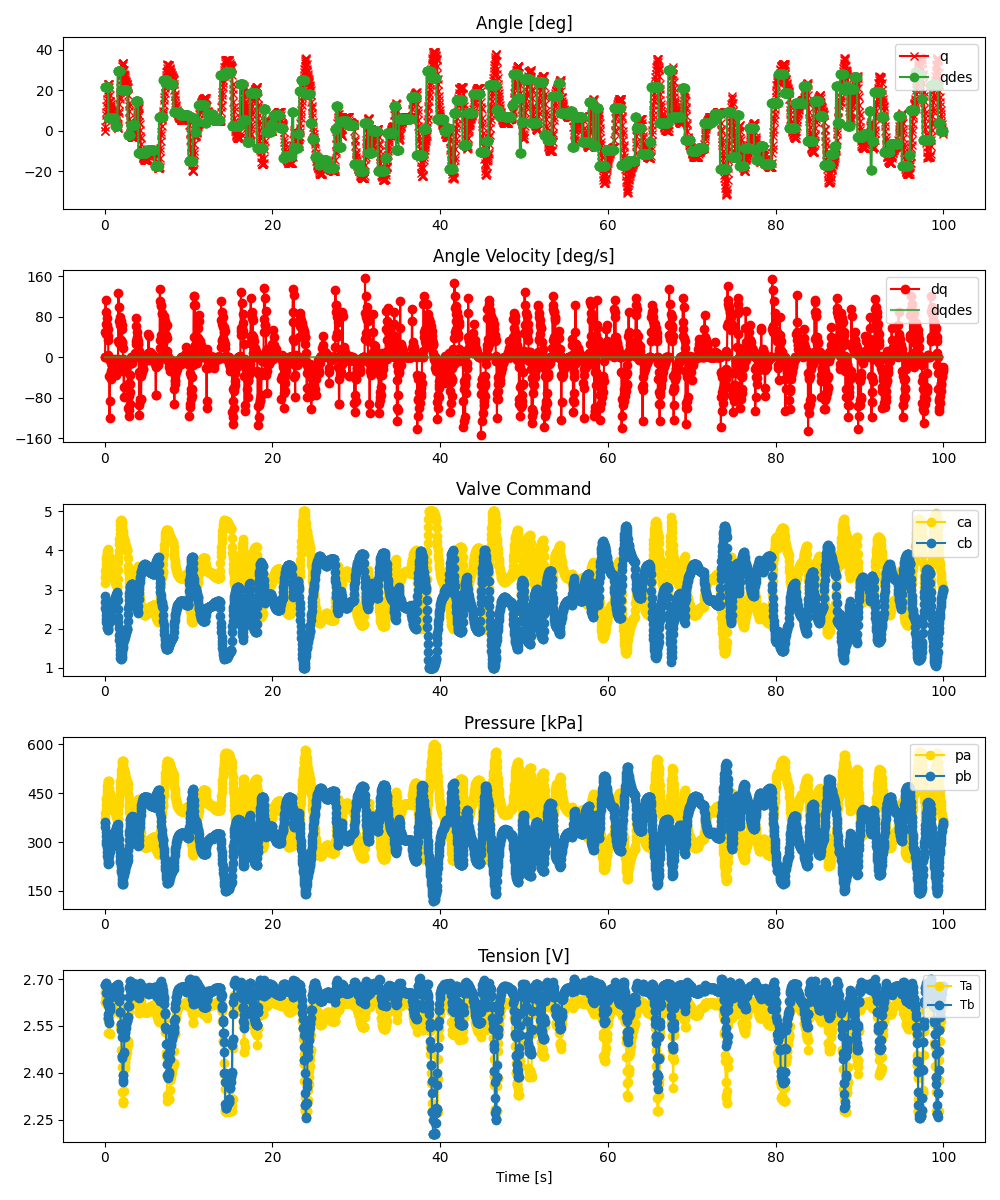 Angle [deg]
40
20
0
−20
q
qdes
0 20 40 60 80 100
Angle Velocity [deg/s]
160
80
0
−80
−160
dq
dqdes
0 20 40 60 80 100
Valve Command
5
4
3
2
1
ca
cb
0 20 40 60 80 100
Pressure [kPa]
600
450
300
150
pa
pb
0 20 40 60 80 100
Tension [V]
2.70
2.55
2.40
2.25
Ta
Tb
0 20 40 60 80 100
Time [s]